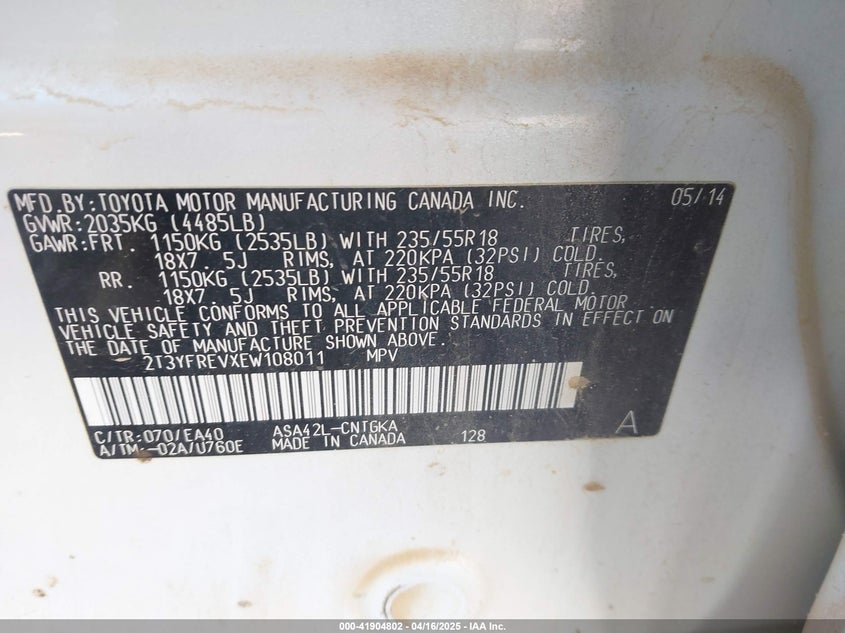 MFD.BY:TOYOTA MOTOR MANUFACTURING CANADA INC. 05/14
GVWR:2035KG (4485LB)
GAWR:FRT. 1150KG (2535LB) WITH 235/55R18 TIRES,
18X7. 5J RIMS, AT 220KPA (32PSI) COLD.
RR. 1150KG (2535LB) WITH 235/55R18 TIRES,
18X7. 5J RIMS, AT 220KPA (32PSI) COLD.
THIS VEHICLE CONFORMS TO ALL APPLICABLE FEDERAL MOTOR
VEHICLE SAFETY AND THEFT PREVENTION STANDARDS IN EFFECT ON
THE DATE OF MANUFACTURE SHOWN ABOVE.
2T3YFREVXEW108011 MPV
C/TR:070/EA40 ASA42L-CNTGKA
A/TM:-02A/U760E MADE IN CANADA 128 A
000-41904802 - 04/16/2025 - IAA Inc.